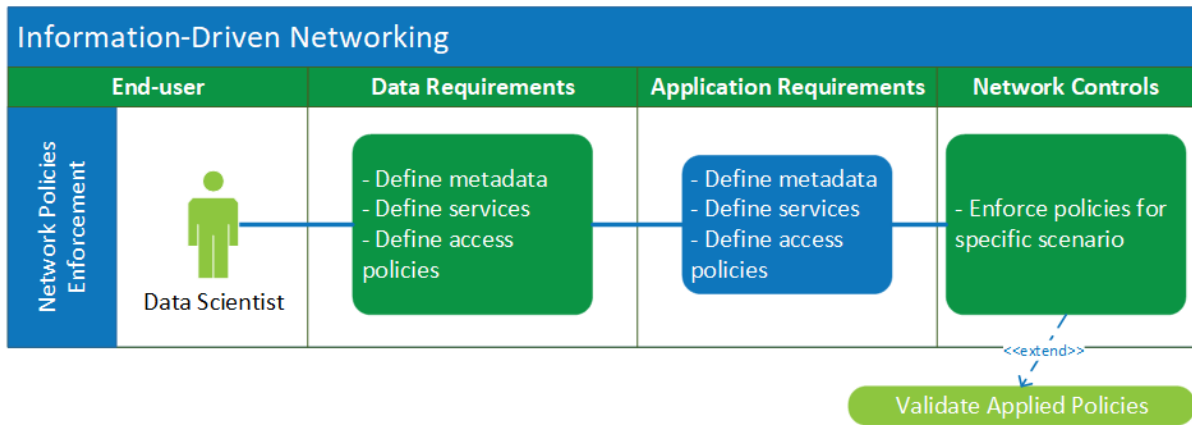 Information-Driven Networking
End-user
Data Requirements
Application Requirements
Network Controls
Network Policies
Enforcement
Data Scientist
- Define metadata
- Define services
- Define access
policies
- Define metadata
- Define services
- Define access
policies
- Enforce policies for
specific scenario
<<extend>>
Validate Applied Policies